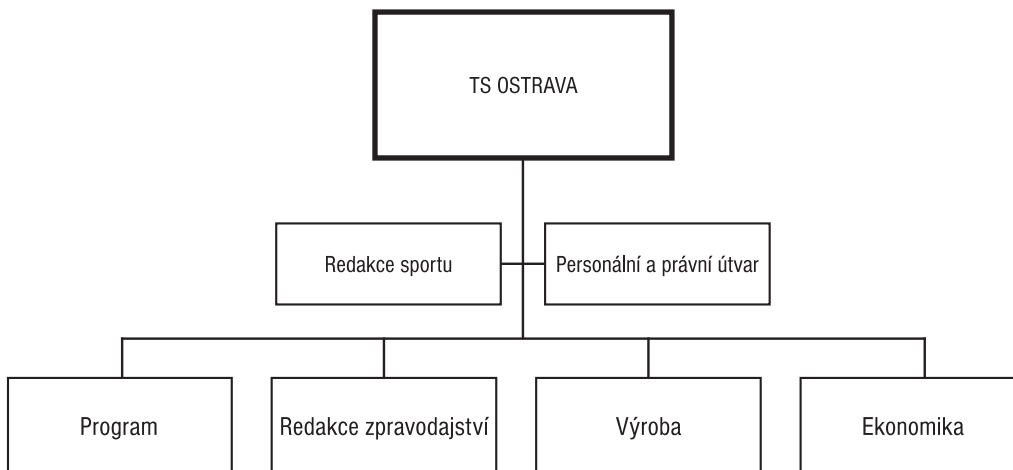 TS OSTRAVA
Redakce sportu
Personální a právní útvar
Program
Redakce zpravodajství
Výroba
Ekonomika